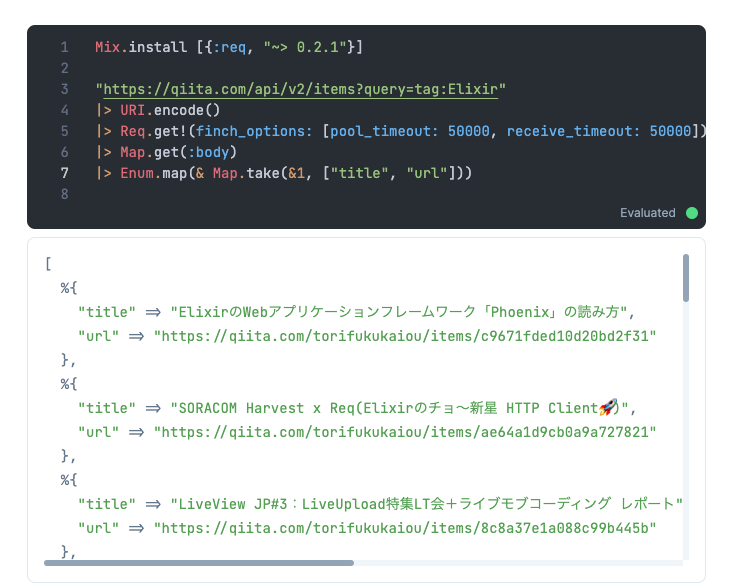 1 Mix.install [{:req, "~> 0.2.1"}]
2
3 "https://qiita.com/api/v2/items?query=tag:Elixir"
4 |> URI.encode()
5 |> Req.get!(finch_options: [pool_timeout: 50000, receive_timeout: 50000])
6 |> Map.get(:body)
7 |> Enum.map(& Map.take(&1, ["title", "url"]))
8
Evaluated
[
%{
"title" => "ElixirのWebアプリケーションフレームワーク「Phoenix」の読み方",
"url" => "https://qiita.com/torifukukaiou/items/c9671fded10d20bd2f31"
},
%{
"title" => "SORACOM Harvest x Req(Elixirのチョ〜新星 HTTP Client🚀)",
"url" => "https://qiita.com/torifukukaiou/items/ae64a1d9cb0a9a727821"
},
%{
"title" => "LiveView JP#3：LiveUpload特集LT会＋ライブモブコーディング レポート"
"url" => "https://qiita.com/torifukukaiou/items/8c8a37e1a088c99b445b"
},